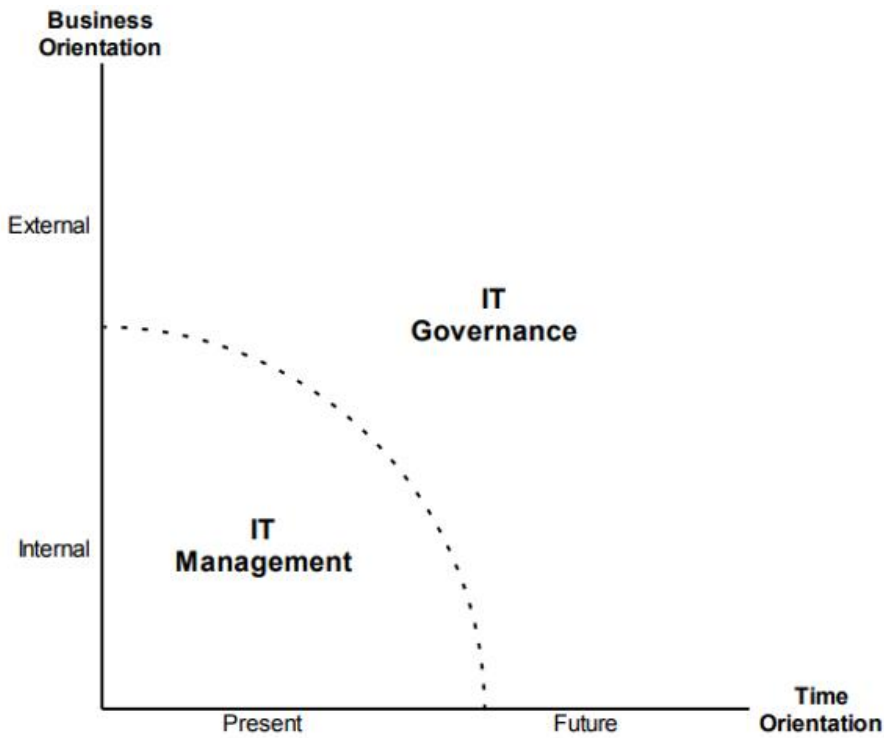 Business
Orientation
External
IT
Governance
IT
Management
Internal
Present
Future
Time
Orientation